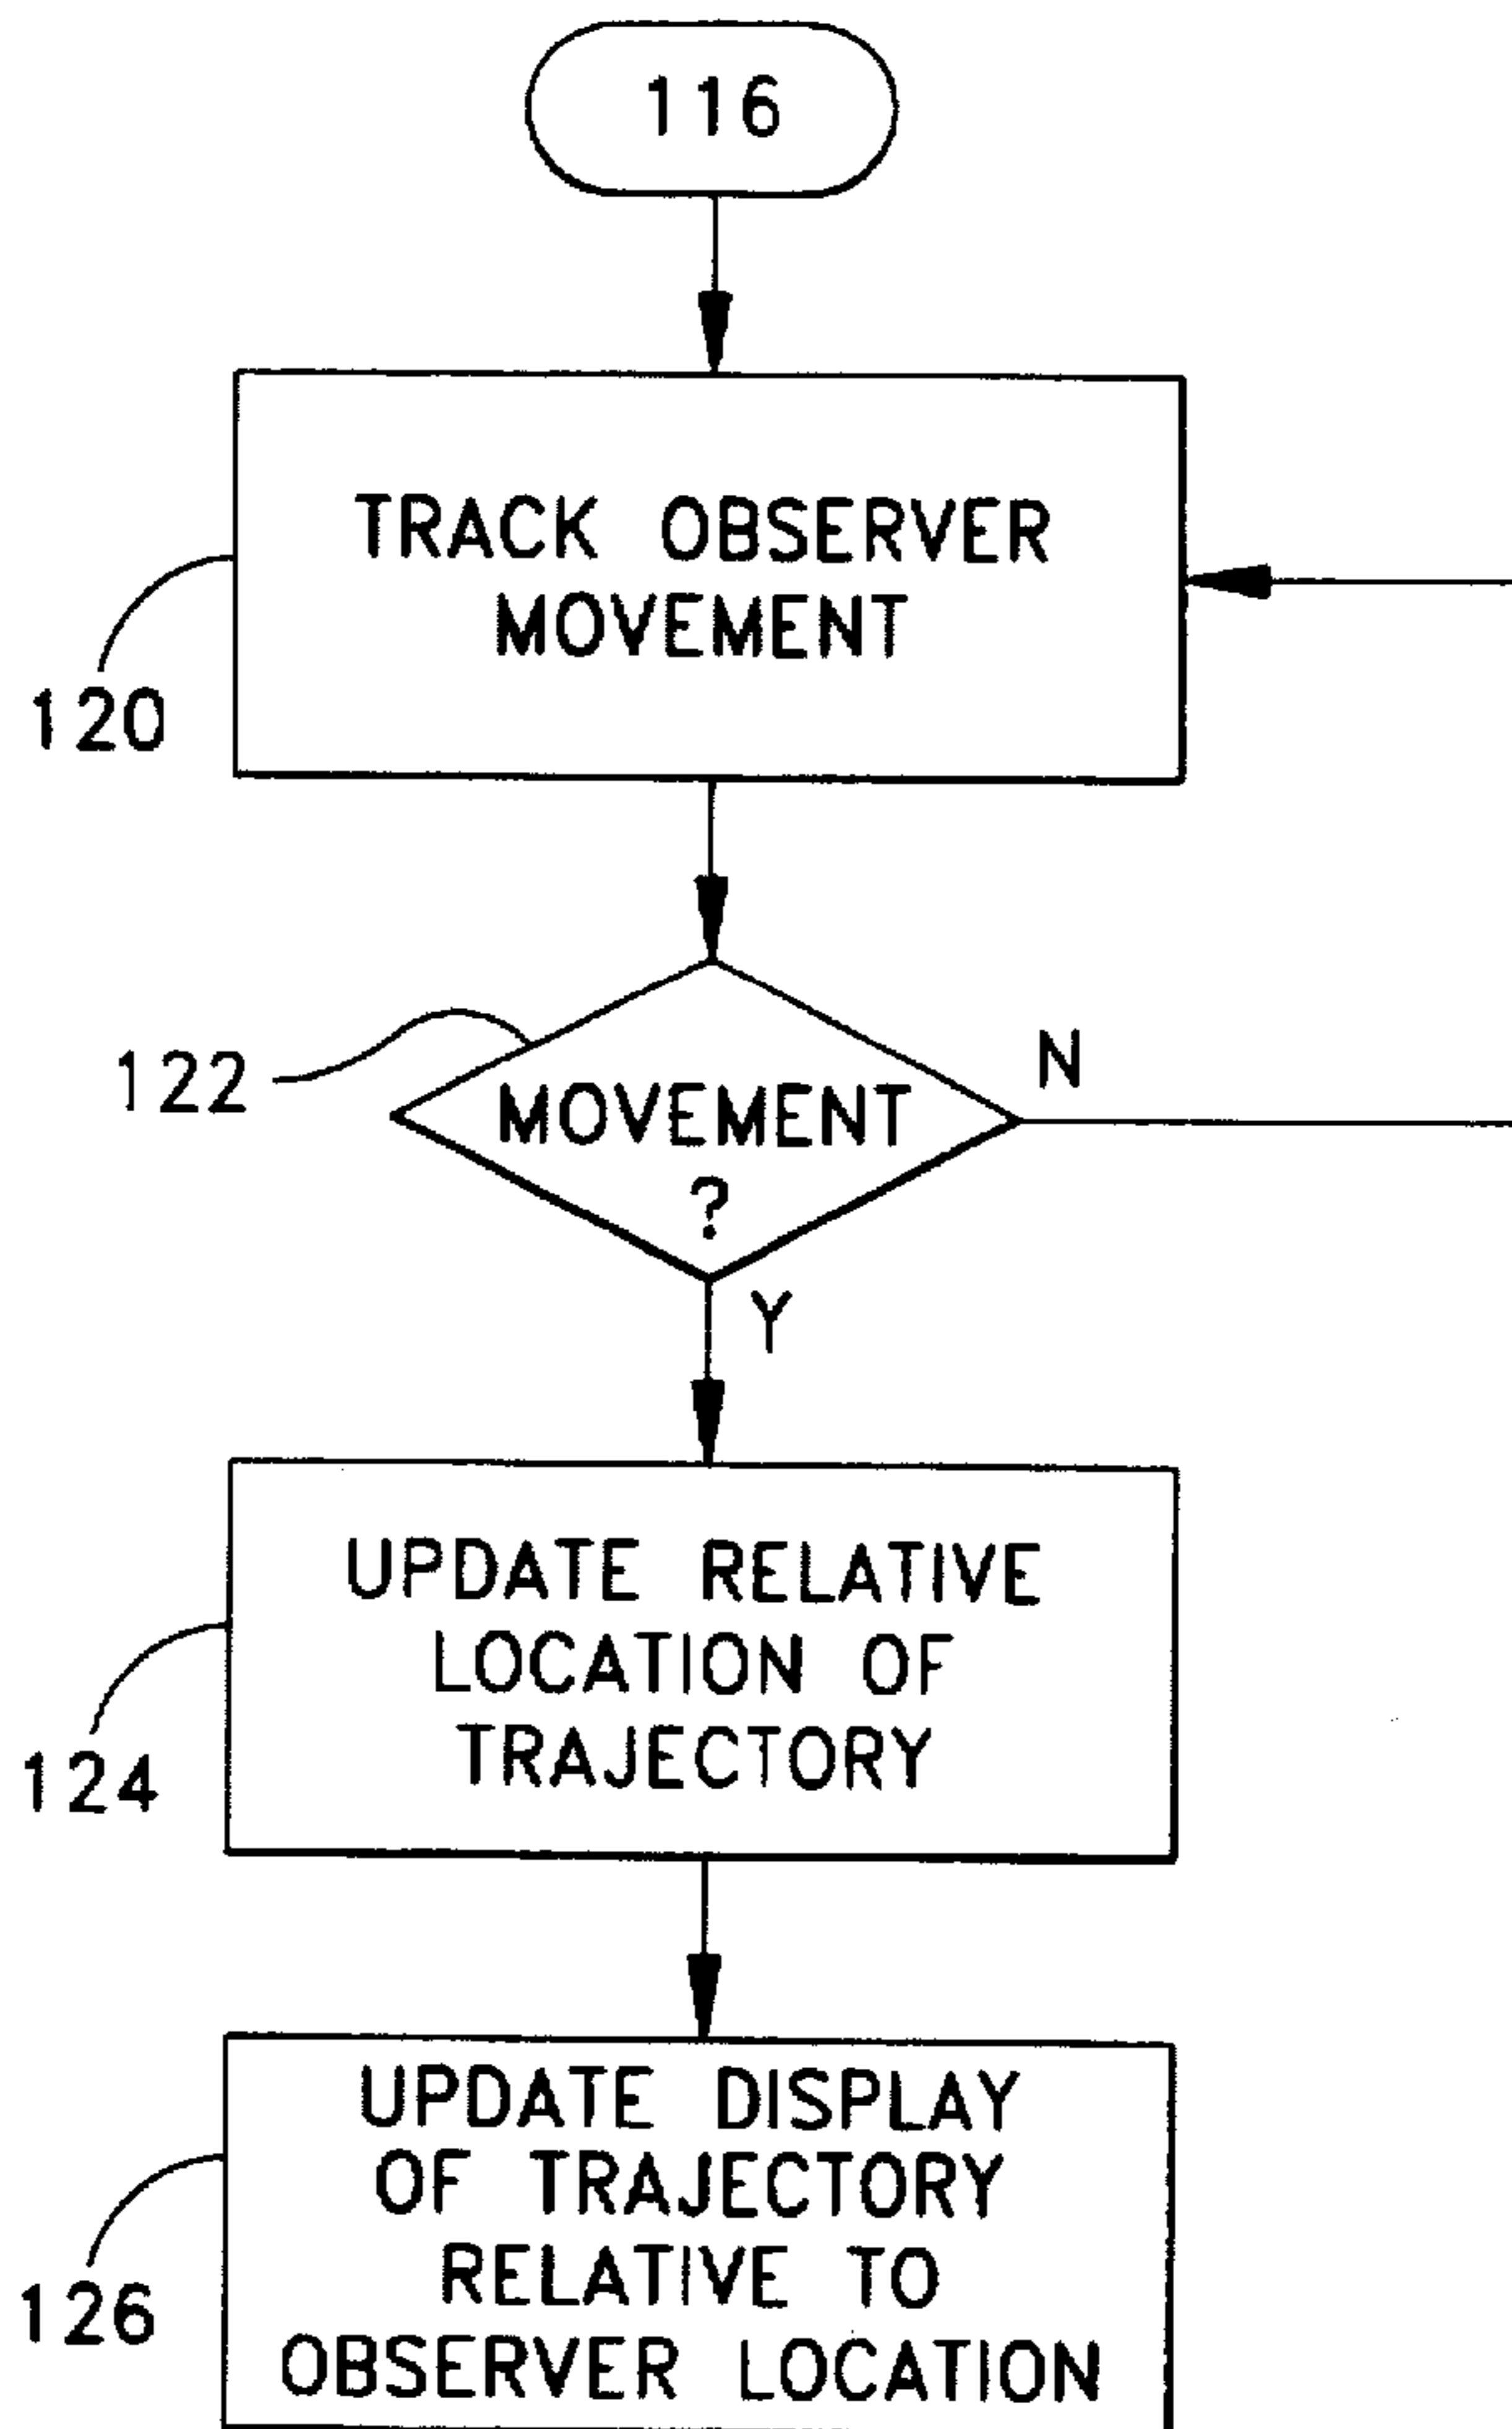 116
TRACK OBSERVER
MOVEMENT
120
122
MOVEMENT
?
N
Y
UPDATE RELATIVE
LOCATION OF
TRAJECTORY
124
UPDATE DISPLAY
OF TRAJECTORY
RELATIVE TO
OBSERVER LOCATION
126